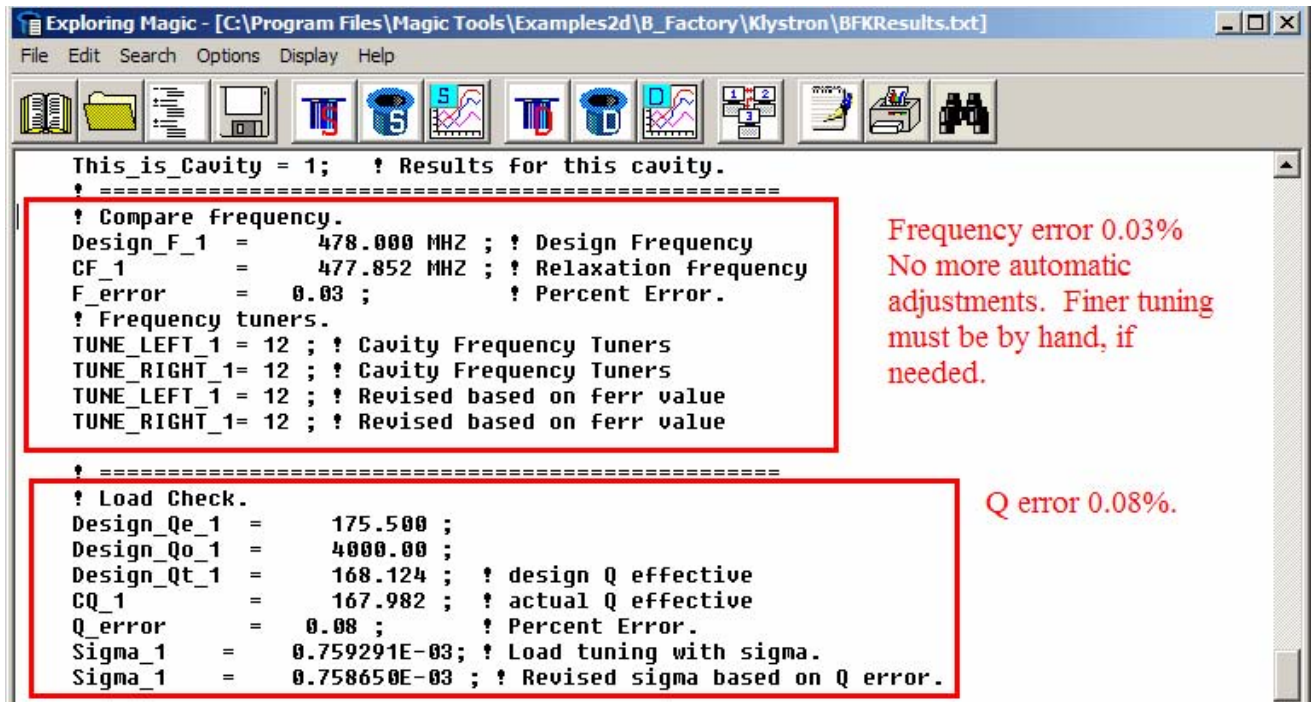 Exploring Magic - [C:\Program Files\Magic Tools\Examples2d\B_Factory\Klystron\BFKResults.txt]
File Edit Search Options Display Help
S S D D 1 2 3
This_is_Cavity = 1; ! Results for this cavity.
! ==================================================
! Compare frequency.
Design_F_1 = 478.000 MHZ ; ! Design Frequency
CF_1 = 477.852 MHZ ; ! Relaxation frequency
F_error = 0.03 ; ! Percent Error.
! Frequency tuners.
TUNE_LEFT_1 = 12 ; ! Cavity Frequency Tuners
TUNE_RIGHT_1= 12 ; ! Cavity Frequency Tuners
TUNE_LEFT_1 = 12 ; ! Revised based on ferr value
TUNE_RIGHT_1= 12 ; ! Revised based on ferr value
Frequency error 0.03%
No more automatic
adjustments. Finer tuning
must be by hand, if
needed.
! ==================================================
! Load Check.
Design_Qe_1 = 175.500 ;
Design_Qo_1 = 4000.00 ;
Design_Qt_1 = 168.124 ; ! design Q effective
CQ_1 = 167.982 ; ! actual Q effective
Q_error = 0.08 ; ! Percent Error.
Sigma_1 = 0.759291E-03; ! Load tuning with sigma.
Sigma_1 = 0.758650E-03 ; ! Revised sigma based on Q error.
Q error 0.08%.